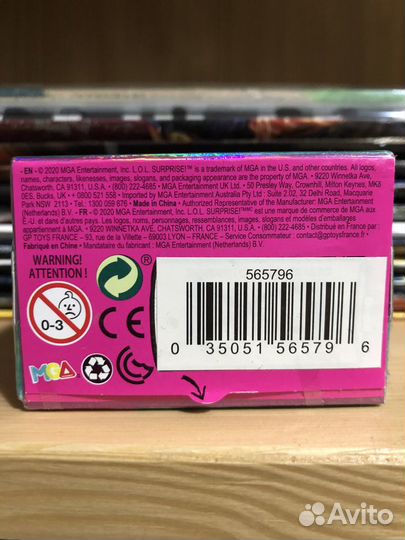 - EN - © 2020 MGA Entertainment, Inc. L.O.L. SURPRISE!™ is a trademark of MGA in the U.S. and other countries. All logos,
names, characters, likenesses, images, slogans, and packaging appearance are the property of MGA. • 9220 Winnetka Ave,
Chatsworth, CA 91311, U.S.A. • (800) 222-4685 • MGA Entertainment UK Ltd. • 50 Presley Way, Crownhill, Milton Keynes, MK8
0ES, Bucks, UK • + 0800 521 558 • Imported by MGA Entertainment Australia Pty Ltd • Suite 2.02, 32 Delhi Road, Macquarie
Park NSW 2113 • Tel.: 1300 059 676 • Made in China • Authorized Representative of the Manufacturer: MGA Entertainment
(Netherlands) B.V. - FR - © 2020 MGA Entertainment, Inc. L.O.L. SURPRISE!MC est une marque de commerce de MGA aux
É.-U. et dans d'autres pays. Les logos, noms, personnages, ressemblances, images, slogans et modèles d'emballages
appartiennent à MGA. • 9220 WINNETKA AVE, CHATSWORTH, CA 91311 U.S.A. • (800) 222-4685 • Distribué en France par :
GP TOYS FRANCE • 93, rue de la Villette - 69003 LYON – FRANCE - Service Consommateur : contact@gptoysfrance.fr
Fabriqué en Chine • Mandataire du fabricant : MGA Entertainment (Netherlands) B.V.
WARNING!
ATTENTION !
0-3
®
565796
0 35051 56579 6
MGA
Avito